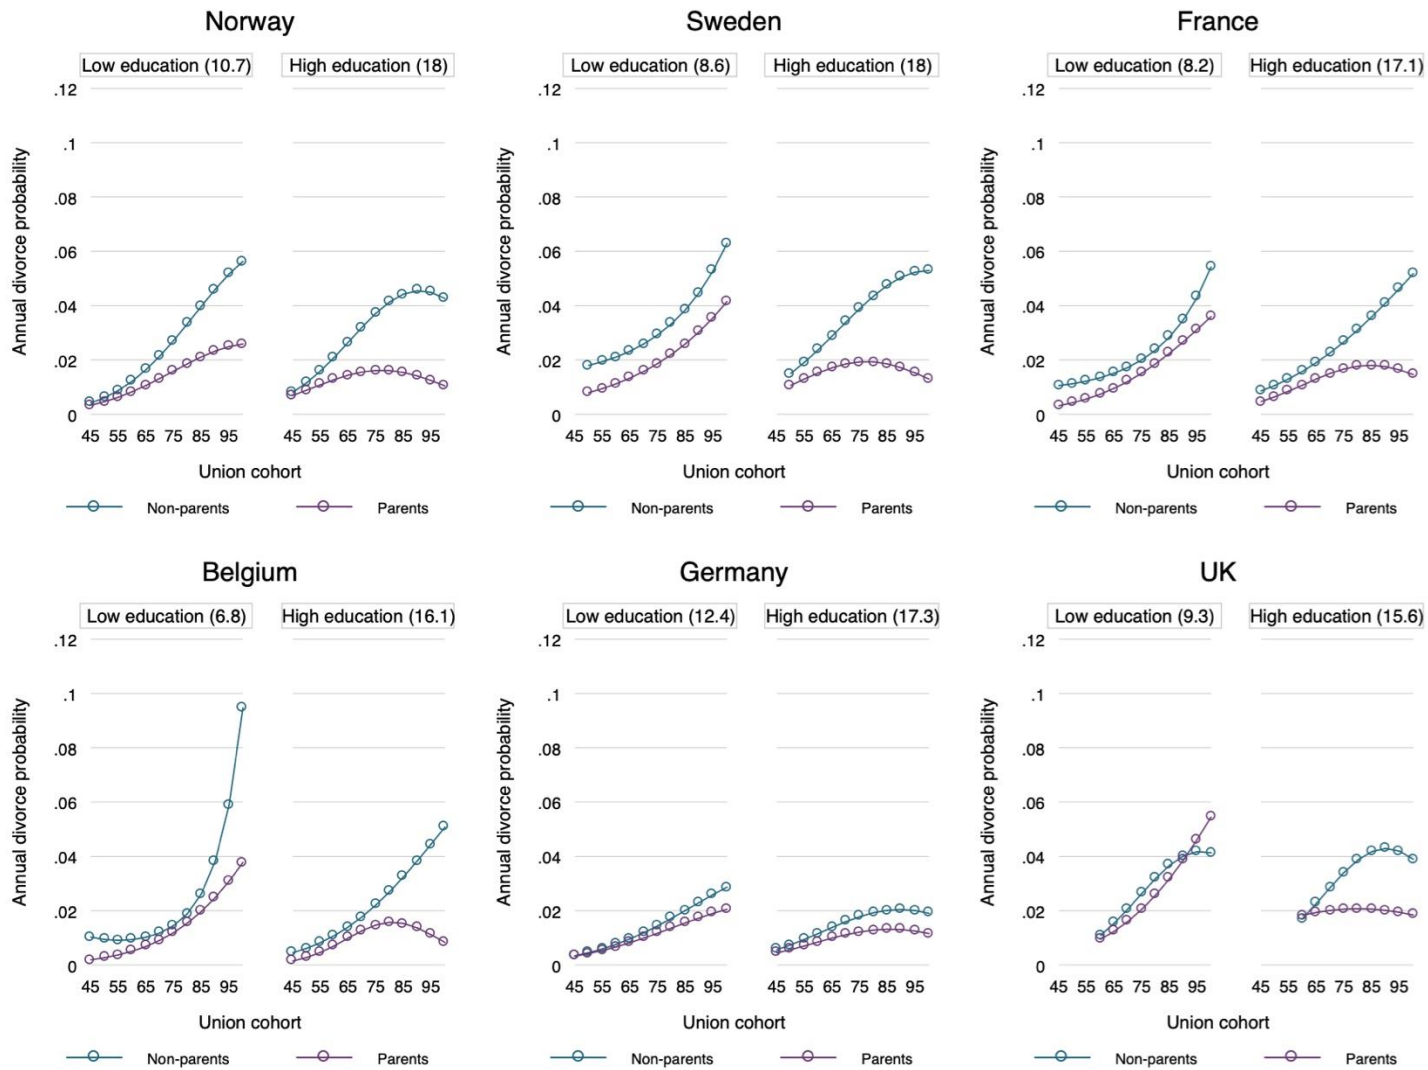 Norway
Low education (10.7) High education (18)
Annual divorce probability
.12
.1
.08
.06
.04
.02
0
45 55 65 75 85 95 45 55 65 75 85 95
Union cohort
Non-parents Parents
Sweden
Low education (8.6) High education (18)
Annual divorce probability
.12
.1
.08
.06
.04
.02
0
45 55 65 75 85 95 45 55 65 75 85 95
Union cohort
Non-parents Parents
France
Low education (8.2) High education (17.1)
Annual divorce probability
.12
.1
.08
.06
.04
.02
0
45 55 65 75 85 95 45 55 65 75 85 95
Union cohort
Non-parents Parents
Belgium
Low education (6.8) High education (16.1)
Annual divorce probability
.12
.1
.08
.06
.04
.02
0
45 55 65 75 85 95 45 55 65 75 85 95
Union cohort
Non-parents Parents
Germany
Low education (12.4) High education (17.3)
Annual divorce probability
.12
.1
.08
.06
.04
.02
0
45 55 65 75 85 95 45 55 65 75 85 95
Union cohort
Non-parents Parents
UK
Low education (9.3) High education (15.6)
Annual divorce probability
.12
.1
.08
.06
.04
.02
0
45 55 65 75 85 95 45 55 65 75 85 95
Union cohort
Non-parents Parents